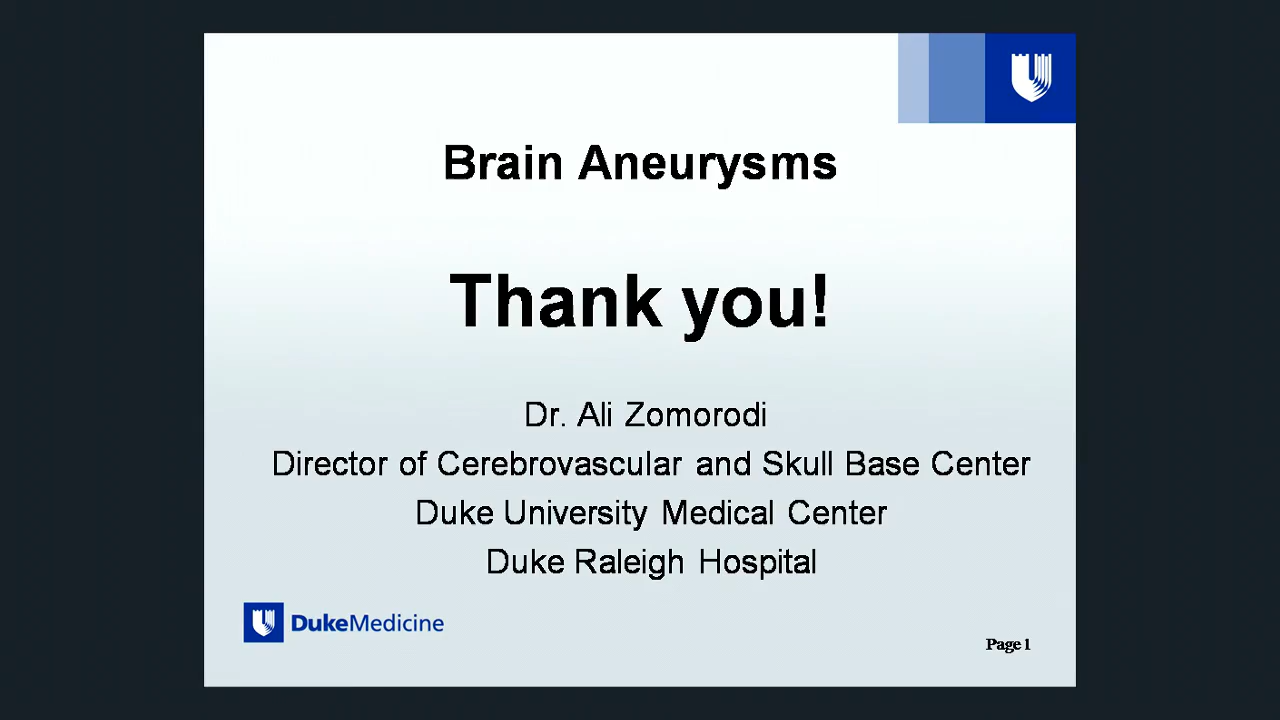 Brain Aneurysms
Thank you!
Dr. Ali Zomorodi
Director of Cerebrovascular and Skull Base Center
Duke University Medical Center
Duke Raleigh Hospital
DukeMedicine
Page 1